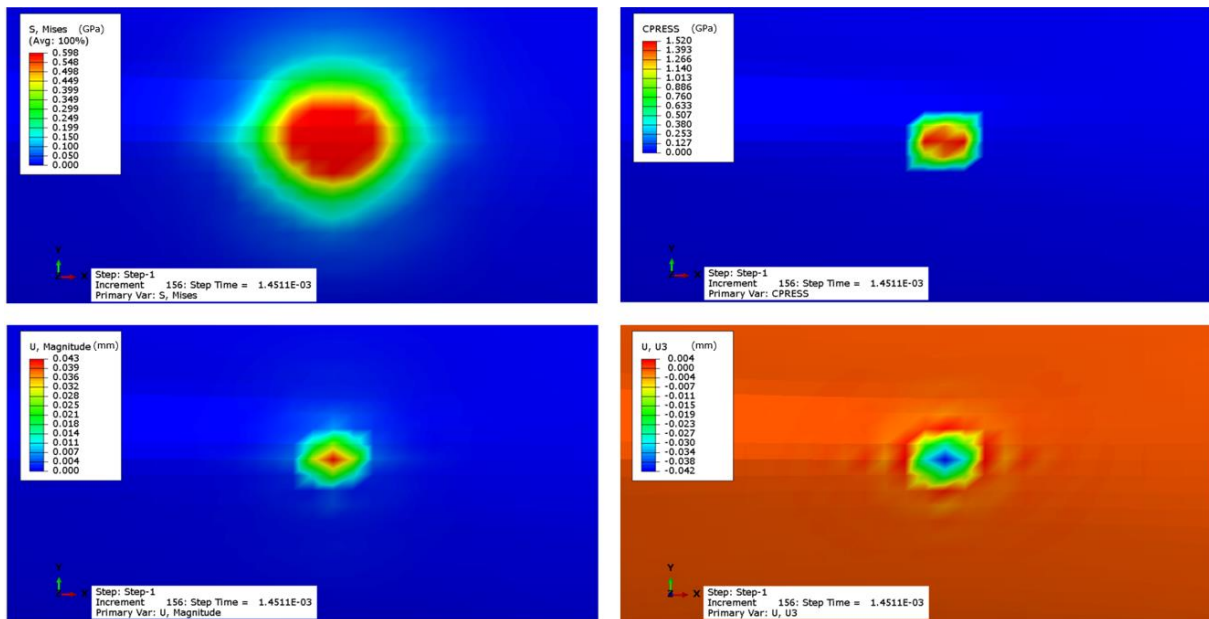 S, Mises (GPa)
(Avg: 100%)
0.598
0.548
0.498
0.449
0.399
0.349
0.299
0.249
0.199
0.150
0.100
0.050
0.000
Y
X
Step: Step-1
Increment 156: Step Time = 1.4511E-03
Primary Var: S, Mises
CPRESS (GPa)
1.520
1.393
1.266
1.140
1.013
0.886
0.760
0.633
0.507
0.380
0.253
0.127
0.000
Y
X
Step: Step-1
Increment 156: Step Time = 1.4511E-03
Primary Var: CPRESS
U, Magnitude (mm)
0.043
0.039
0.036
0.032
0.028
0.025
0.021
0.018
0.014
0.011
0.007
0.004
0.000
Y
X
Step: Step-1
Increment 156: Step Time = 1.4511E-03
Primary Var: U, Magnitude
U, U3 (mm)
0.004
0.000
-0.004
-0.007
-0.011
-0.015
-0.019
-0.023
-0.027
-0.030
-0.034
-0.038
-0.042
Y
Z X
Step: Step-1
Increment 156: Step Time = 1.4511E-03
Primary Var: U, U3